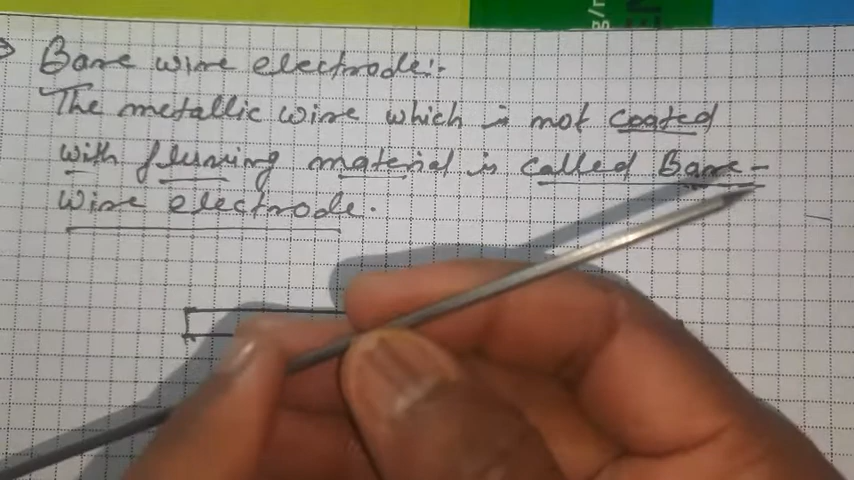 Bare wire electrode:-
The metallic wire which is not coated
with fluxing material is called Bare-
wire electrode.
g/